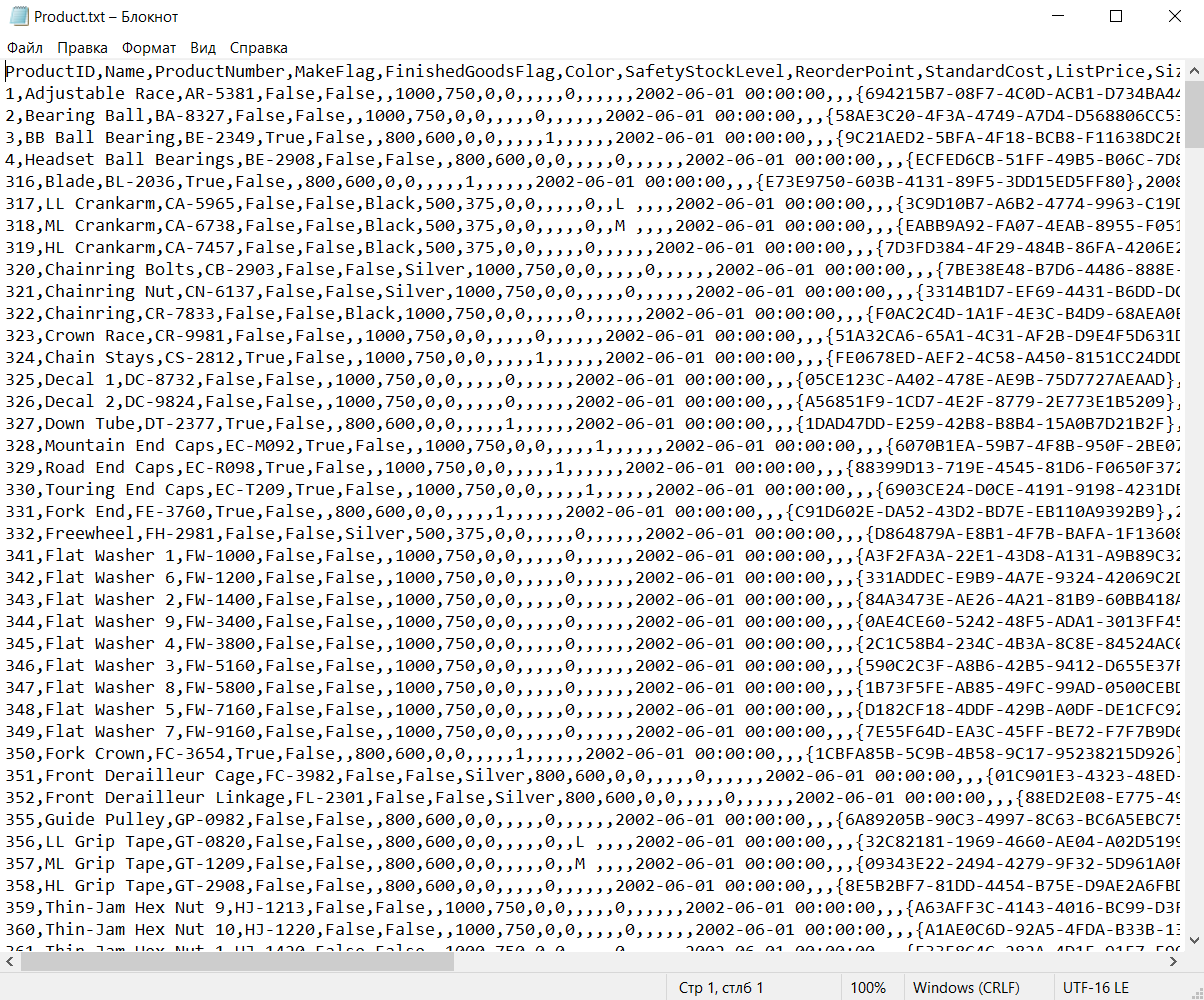 Product.txt – Блокнот
Файл Правка Формат Вид Справка
ProductID,Name,ProductNumber,MakeFlag,FinishedGoodsFlag,Color,SafetyStockLevel,ReorderPoint,StandardCost,ListPrice,Siz
1,Adjustable Race,AR-5381,False,False,,1000,750,0,0,,,,,0,,,,,,2002-06-01 00:00:00,,,{694215B7-08F7-4C0D-ACB1-D734BA44
2,Bearing Ball,BA-8327,False,False,,1000,750,0,0,,,,,0,,,,,,2002-06-01 00:00:00,,,{58AE3C20-4F3A-4749-A7D4-D568806CC53
3,BB Ball Bearing,BE-2349,True,False,,800,600,0,0,,,,,1,,,,,,2002-06-01 00:00:00,,,{9C21AED2-5BFA-4F18-BCB8-F11638DC2E
4,Headset Ball Bearings,BE-2908,False,False,,800,600,0,0,,,,,0,,,,,,2002-06-01 00:00:00,,,{ECFED6CB-51FF-49B5-B06C-7D8
316,Blade,BL-2036,True,False,,800,600,0,0,,,,,1,,,,,,2002-06-01 00:00:00,,,{E73E9750-603B-4131-89F5-3DD15ED5FF80},2008
317,LL Crankarm,CA-5965,False,False,Black,500,375,0,0,,,,,0,,L ,,,,2002-06-01 00:00:00,,,{3C9D10B7-A6B2-4774-9963-C19D
318,ML Crankarm,CA-6738,False,False,Black,500,375,0,0,,,,,0,,M ,,,,2002-06-01 00:00:00,,,{EABB9A92-FA07-4EAB-8955-F051
319,HL Crankarm,CA-7457,False,False,Black,500,375,0,0,,,,,0,,,,,,2002-06-01 00:00:00,,,{7D3FD384-4F29-484B-86FA-4206E2
320,Chainring Bolts,CB-2903,False,False,Silver,1000,750,0,0,,,,,0,,,,,,2002-06-01 00:00:00,,,{7BE38E48-B7D6-4486-888E-
321,Chainring Nut,CN-6137,False,False,Silver,1000,750,0,0,,,,,0,,,,,,2002-06-01 00:00:00,,,{3314B1D7-EF69-4431-B6DD-DC
322,Chainring,CR-7833,False,False,Black,1000,750,0,0,,,,,0,,,,,,2002-06-01 00:00:00,,,{F0AC2C4D-1A1F-4E3C-B4D9-68AEA0E
323,Crown Race,CR-9981,False,False,,1000,750,0,0,,,,,0,,,,,,2002-06-01 00:00:00,,,{51A32CA6-65A1-4C31-AF2B-D9E4F5D631D
324,Chain Stays,CS-2812,True,False,,1000,750,0,0,,,,,1,,,,,,2002-06-01 00:00:00,,,{FE0678ED-AEF2-4C58-A450-8151CC24DDD
325,Decal 1,DC-8732,False,False,,1000,750,0,0,,,,,0,,,,,,2002-06-01 00:00:00,,,{05CE123C-A402-478E-AE9B-75D7727AEAAD},
326,Decal 2,DC-9824,False,False,,1000,750,0,0,,,,,0,,,,,,2002-06-01 00:00:00,,,{A56851F9-1CD7-4E2F-8779-2E773E1B5209},
327,Down Tube,DT-2377,True,False,,800,600,0,0,,,,,1,,,,,,2002-06-01 00:00:00,,,{1DAD47DD-E259-42B8-B8B4-15A0B7D21B2F},
328,Mountain End Caps,EC-M092,True,False,,1000,750,0,0,,,,,1,,,,,,2002-06-01 00:00:00,,,{6070B1EA-59B7-4F8B-950F-2BE07
329,Road End Caps,EC-R098,True,False,,1000,750,0,0,,,,,1,,,,,,2002-06-01 00:00:00,,,{88399D13-719E-4545-81D6-F0650F372
330,Touring End Caps,EC-T209,True,False,,1000,750,0,0,,,,,1,,,,,,2002-06-01 00:00:00,,,{6903CE24-D0CE-4191-9198-4231DE
331,Fork End,FE-3760,True,False,,800,600,0,0,,,,,1,,,,,,2002-06-01 00:00:00,,,{C91D602E-DA52-43D2-BD7E-EB110A9392B9},2
332,Freewheel,FH-2981,False,False,Silver,500,375,0,0,,,,,0,,,,,,2002-06-01 00:00:00,,,{D864879A-E8B1-4F7B-BAFA-1F13608
341,Flat Washer 1,FW-1000,False,False,,1000,750,0,0,,,,,0,,,,,,2002-06-01 00:00:00,,,{A3F2FA3A-22E1-43D8-A131-A9B89C32
342,Flat Washer 6,FW-1200,False,False,,1000,750,0,0,,,,,0,,,,,,2002-06-01 00:00:00,,,{331ADDEC-E9B9-4A7E-9324-42069C2D
343,Flat Washer 2,FW-1400,False,False,,1000,750,0,0,,,,,0,,,,,,2002-06-01 00:00:00,,,{84A3473E-AE26-4A21-81B9-60BB418A
344,Flat Washer 9,FW-3400,False,False,,1000,750,0,0,,,,,0,,,,,,2002-06-01 00:00:00,,,{0AE4CE60-5242-48F5-ADA1-3013FF45
345,Flat Washer 4,FW-3800,False,False,,1000,750,0,0,,,,,0,,,,,,2002-06-01 00:00:00,,,{2C1C58B4-234C-4B3A-8C8E-84524AC0
346,Flat Washer 3,FW-5160,False,False,,1000,750,0,0,,,,,0,,,,,,2002-06-01 00:00:00,,,{590C2C3F-A8B6-42B5-9412-D655E37F
347,Flat Washer 8,FW-5800,False,False,,1000,750,0,0,,,,,0,,,,,,2002-06-01 00:00:00,,,{1B73F5FE-AB85-49FC-99AD-0500CEBD
348,Flat Washer 5,FW-7160,False,False,,1000,750,0,0,,,,,0,,,,,,2002-06-01 00:00:00,,,{D182CF18-4DDF-429B-A0DF-DE1CFC92
349,Flat Washer 7,FW-9160,False,False,,1000,750,0,0,,,,,0,,,,,,2002-06-01 00:00:00,,,{7E55F64D-EA3C-45FF-BE72-F7F7B9D6
350,Fork Crown,FC-3654,True,False,,800,600,0,0,,,,,1,,,,,,2002-06-01 00:00:00,,,{1CBFA85B-5C9B-4B58-9C17-95238215D926}
351,Front Derailleur Cage,FC-3982,False,False,Silver,800,600,0,0,,,,,0,,,,,,2002-06-01 00:00:00,,,{01C901E3-4323-48ED-
352,Front Derailleur Linkage,FL-2301,False,False,Silver,800,600,0,0,,,,,0,,,,,,2002-06-01 00:00:00,,,{88ED2E08-E775-49
355,Guide Pulley,GP-0982,False,False,,800,600,0,0,,,,,0,,,,,,2002-06-01 00:00:00,,,{6A89205B-90C3-4997-8C63-BC6A5EBC75
356,LL Grip Tape,GT-0820,False,False,,800,600,0,0,,,,,0,,L ,,,,2002-06-01 00:00:00,,,{32C82181-1969-4660-AE04-A02D5199
357,ML Grip Tape,GT-1209,False,False,,800,600,0,0,,,,,0,,M ,,,,2002-06-01 00:00:00,,,{09343E22-2494-4279-9F32-5D961A0F
358,HL Grip Tape,GT-2908,False,False,,800,600,0,0,,,,,0,,,,,,2002-06-01 00:00:00,,,{8E5B2BF7-81DD-4454-B75E-D9AE2A6FBD
359,Thin-Jam Hex Nut 9,HJ-1213,False,False,,1000,750,0,0,,,,,0,,,,,,2002-06-01 00:00:00,,,{A63AFF3C-4143-4016-BC99-D3F
360,Thin-Jam Hex Nut 10,HJ-1220,False,False,,1000,750,0,0,,,,,0,,,,,,2002-06-01 00:00:00,,,{A1AE0C6D-92A5-4FDA-B33B-13
361,Thin-Jam Hex Nut 1,HJ-1420,False,False,,1000,750,0,0,,,,,0,,,,,,2002-06-01 00:00:00,,,
Стр 1, стлб 1 100% Windows (CRLF) UTF-16 LE